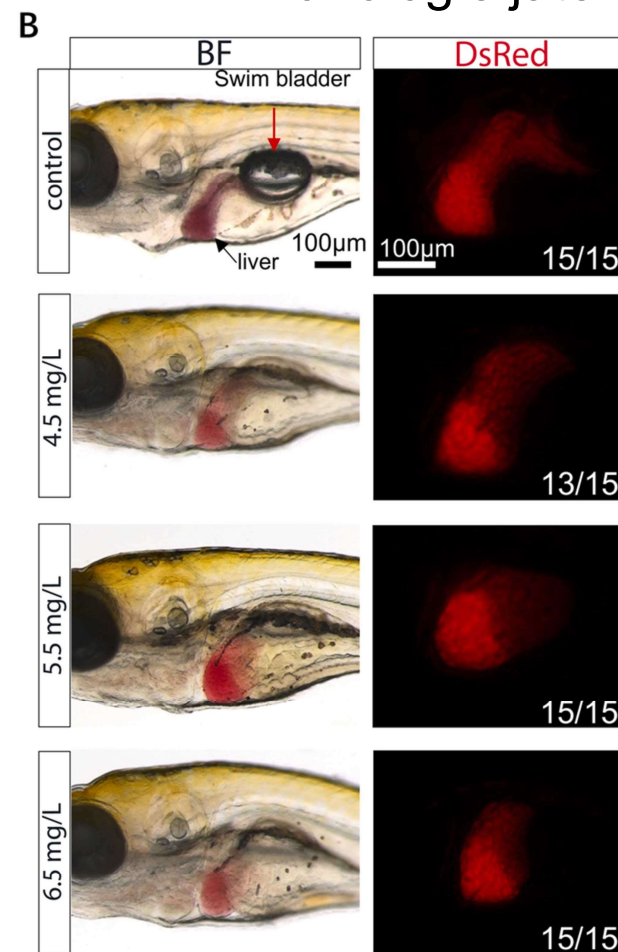 B
BF
DsRed
Swim bladder
control
liver
100μm
100μm
15/15
4.5 mg/L
13/15
5.5 mg/L
15/15
6.5 mg/L
15/15